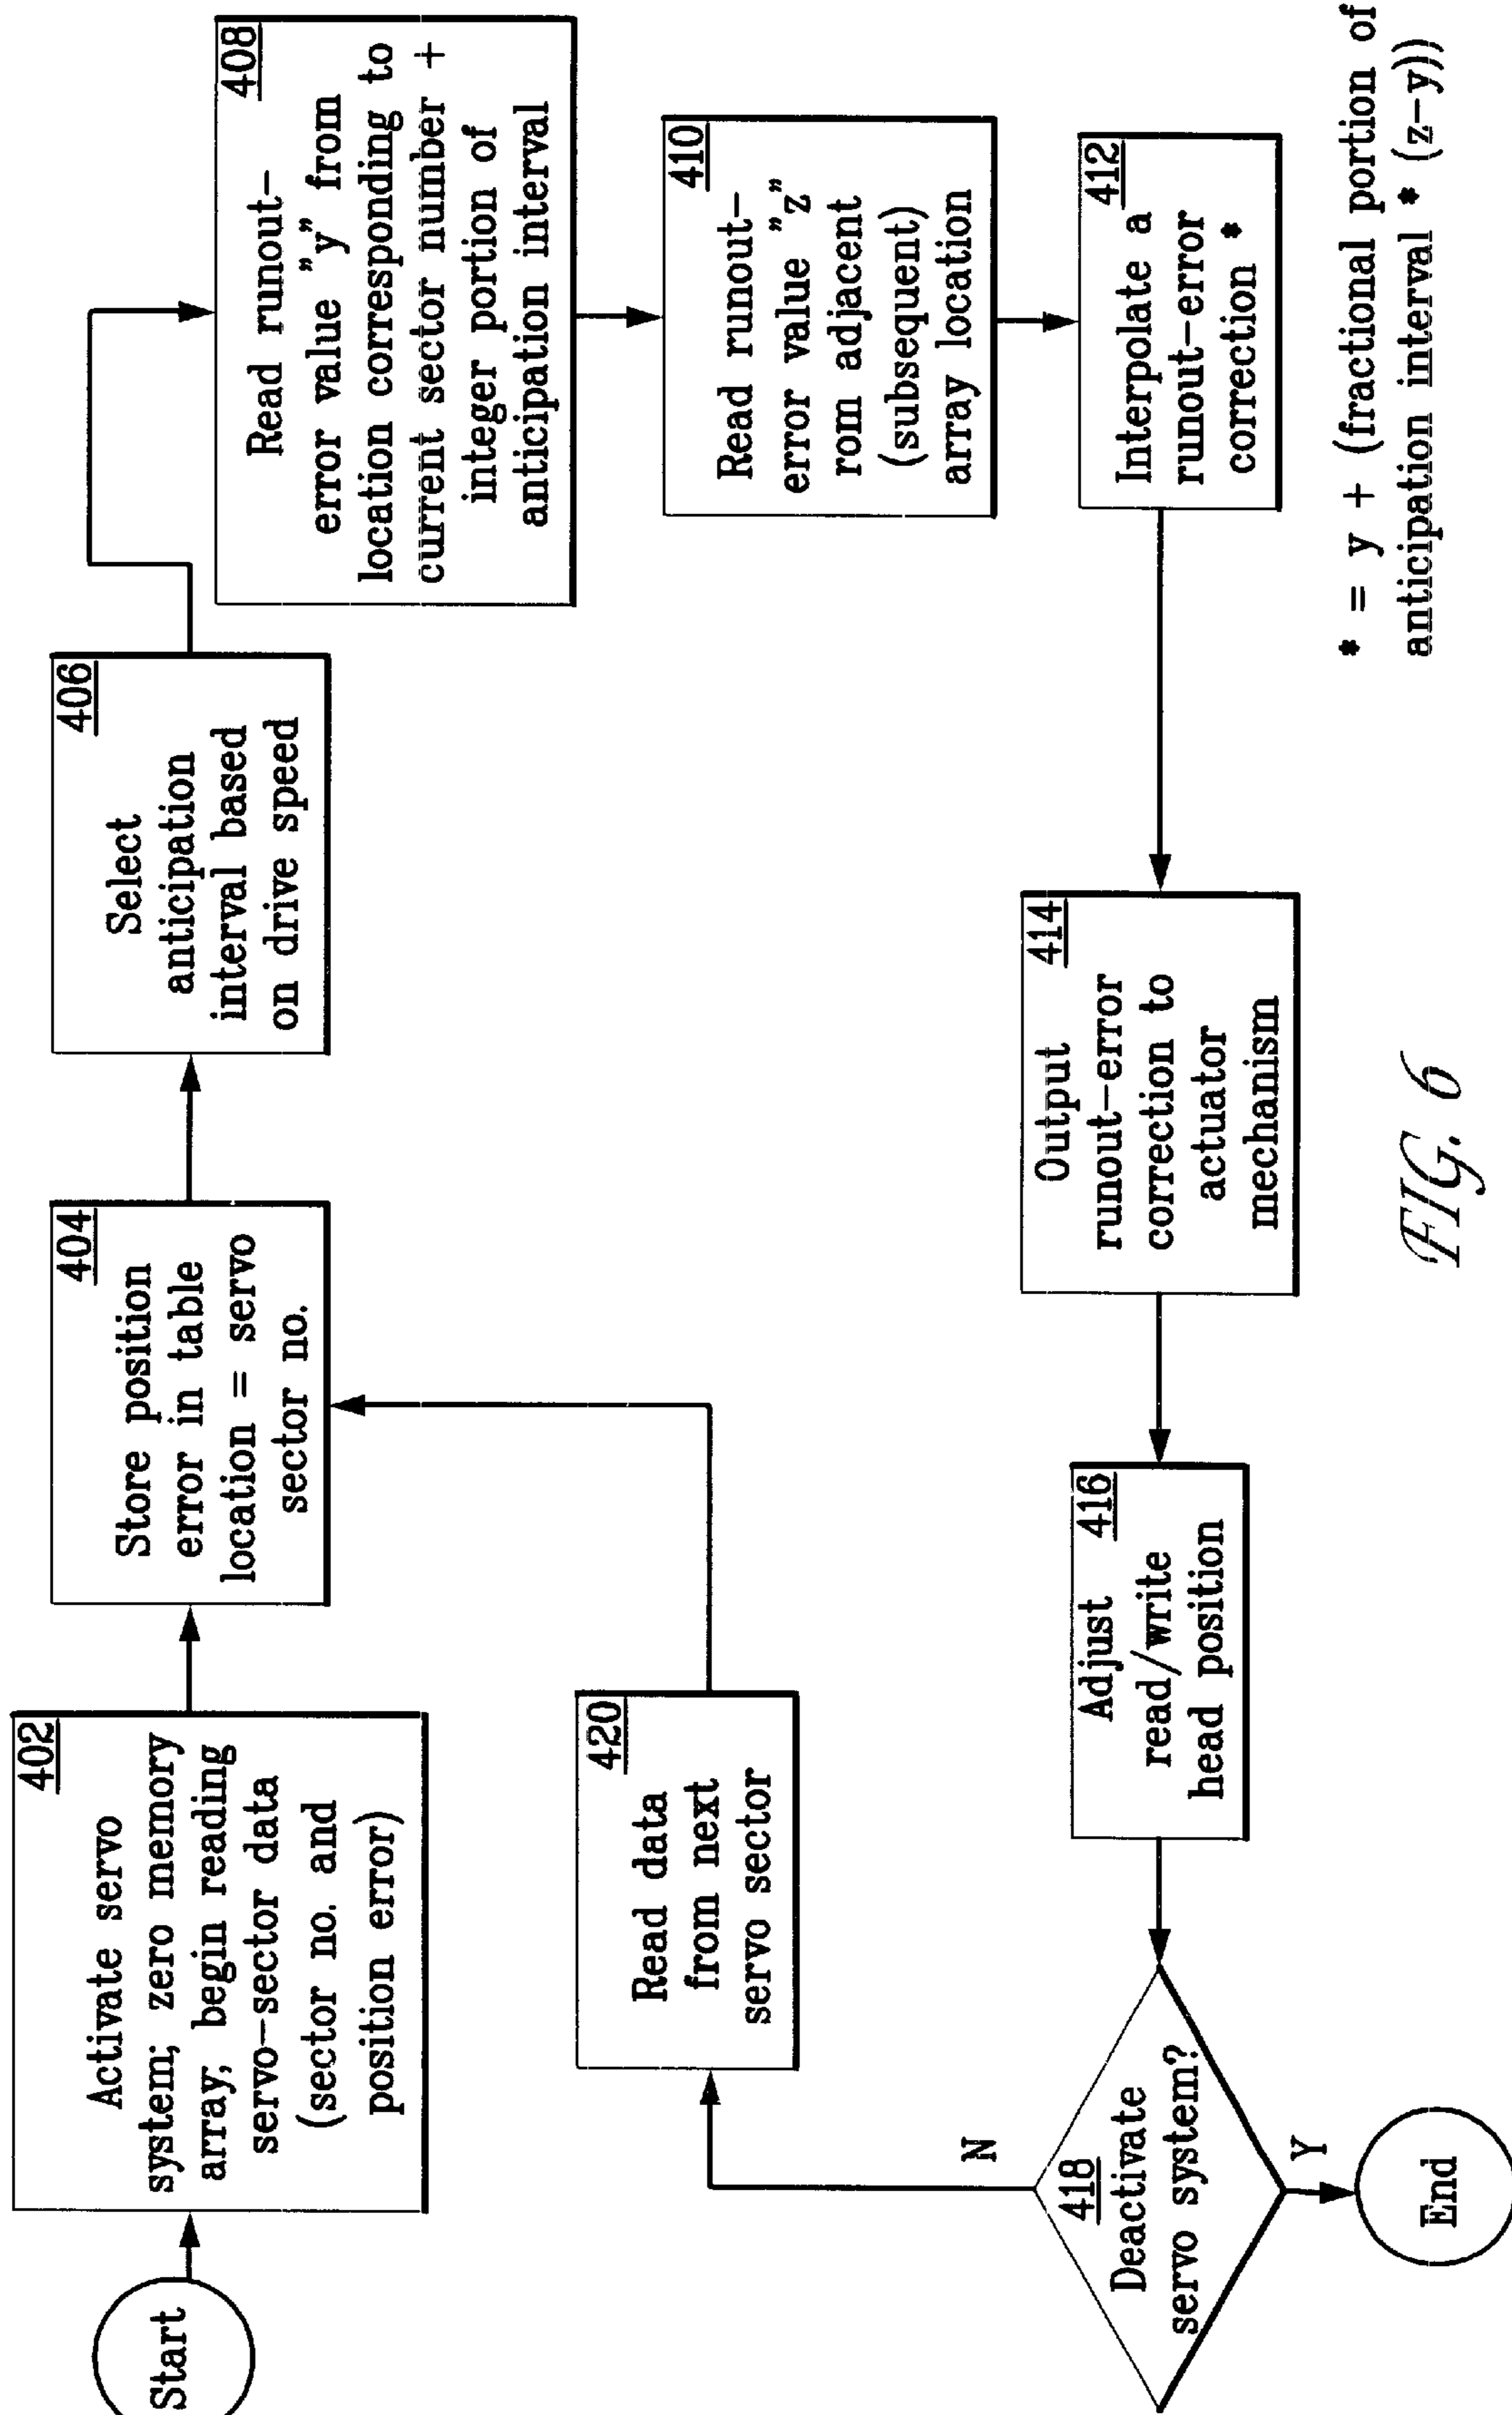 Start
402
Activate servo
system; zero memory
array; begin reading
servo-sector data
(sector no. and
position error)
404
Store position
error in table
location = servo
sector no.
406
Select
anticipation
interval based
on drive speed
408
Read runout-
error value "y" from
location corresponding to
current sector number +
integer portion of
anticipation interval
410
Read runout-
error value "z"
rom adjacent
(subsequent)
array location
412
Interpolate a
runout-error
correction *
* = y + (fractional portion of
anticipation interval * (z-y))
414
Output
runout-error
correction to
actuator
mechanism
416
Adjust
read/write
head position
418
Deactivate
servo system?
N
Y
420
Read data
from next
servo sector
End
FIG. 6